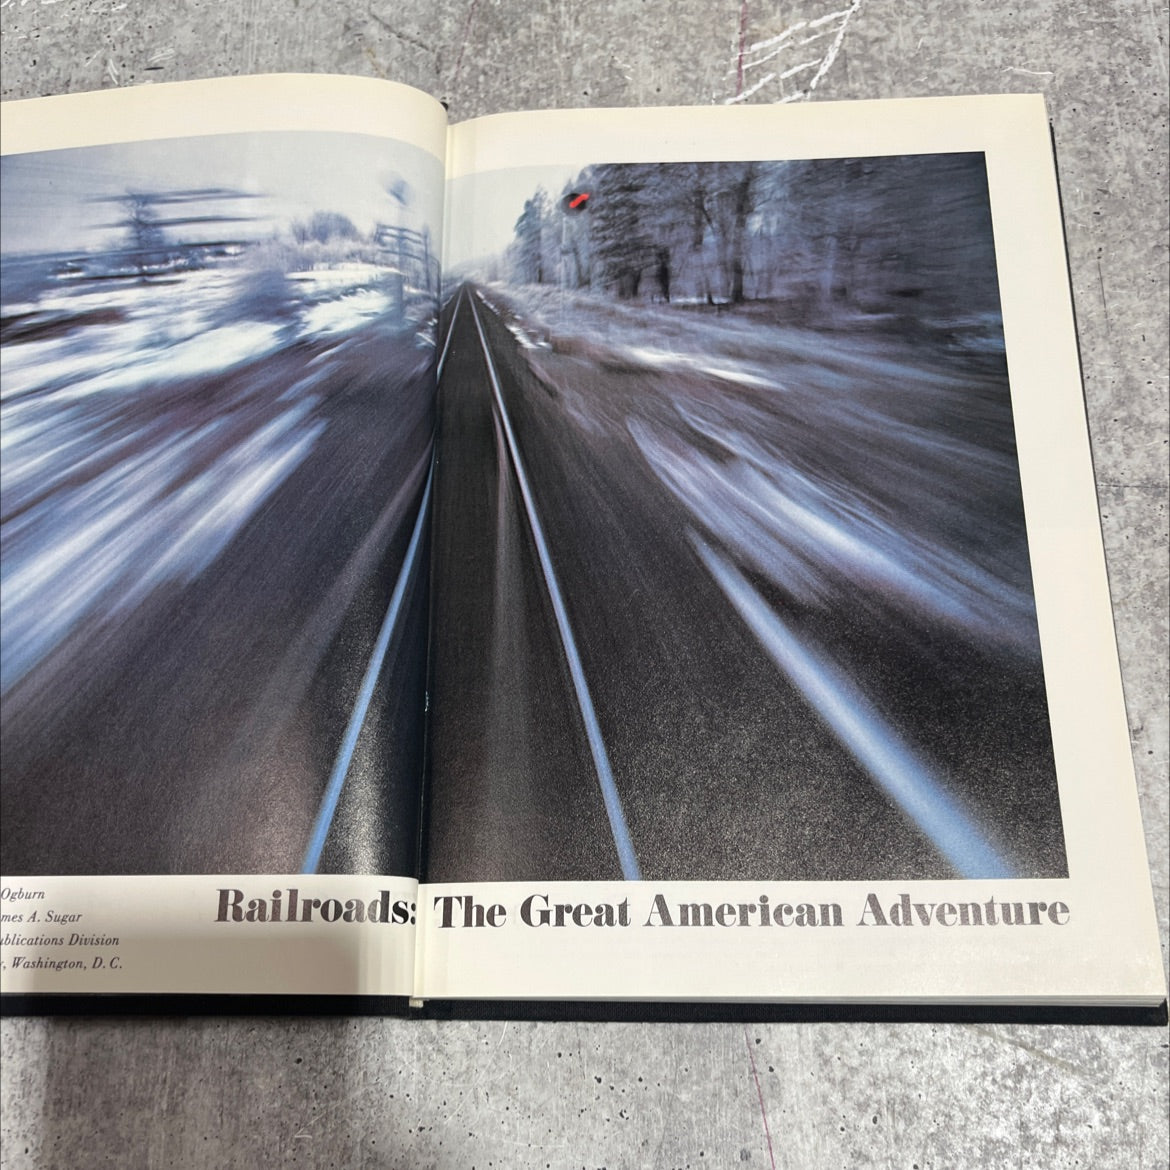 Ogburn
mes A. Sugar
ublications Division
, Washington, D. C.
Railroads: The Great American Adventure